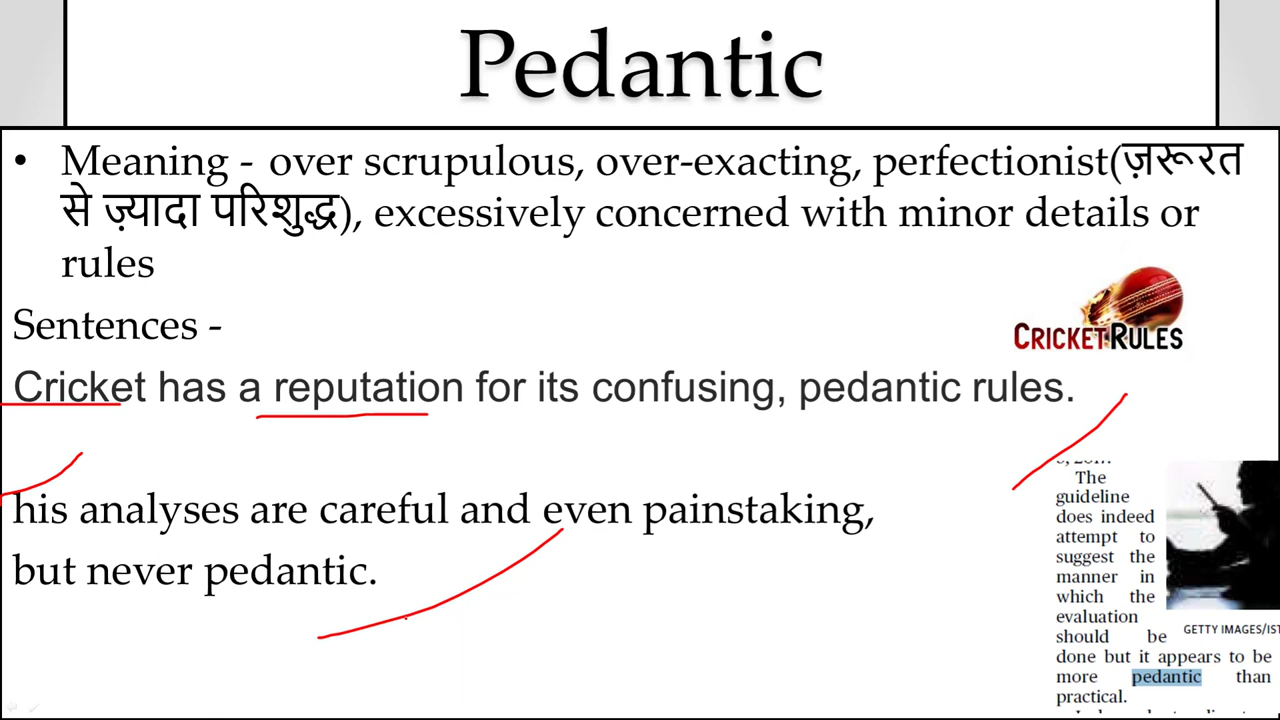 Pedantic
• Meaning - over scrupulous, over-exacting, perfectionist(ज़रूरत
से ज़्यादा परिशुद्ध), excessively concerned with minor details or
rules
Sentences -
CRICKET RULES
Cricket has a reputation for its confusing, pedantic rules.
his analyses are careful and even painstaking,
but never pedantic.
The
guideline
does indeed
attempt to
suggest the
manner in
which the
evaluation
should be
done but it appears to be
more pedantic than
practical.
GETTY IMAGES/IST